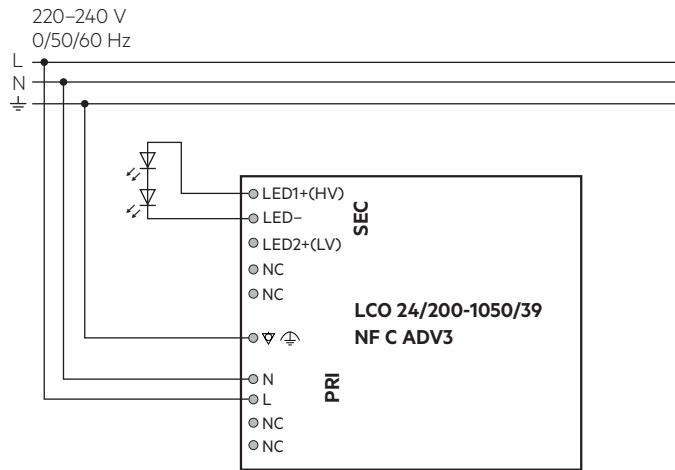 220–240 V
0/50/60 Hz
L
N
LED1+(HV)
LED–
LED2+(LV)
NC
NC
SEC
LCO 24/200-1050/39
NF C ADV3
N
L
NC
NC
PRI